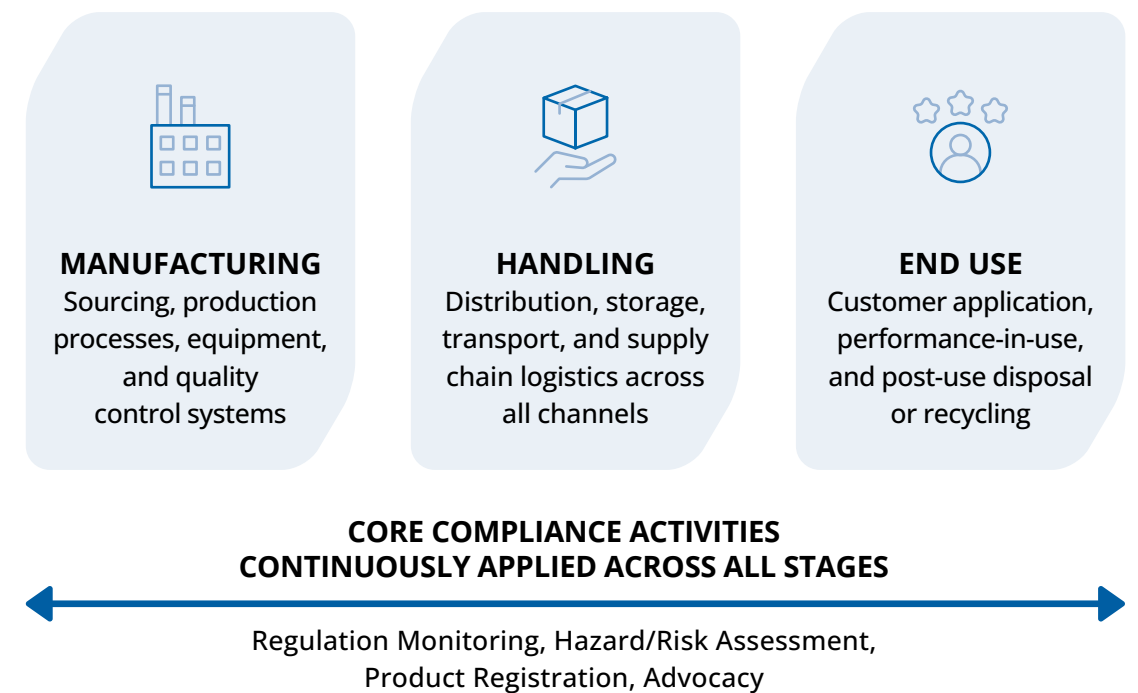 MANUFACTURING
Sourcing, production
processes, equipment,
and quality
control systems
HANDLING
Distribution, storage,
transport, and supply
chain logistics across
all channels
END USE
Customer application,
performance-in-use,
and post-use disposal
or recycling
CORE COMPLIANCE ACTIVITIES
CONTINUOUSLY APPLIED ACROSS ALL STAGES
Regulation Monitoring, Hazard/Risk Assessment,
Product Registration, Advocacy